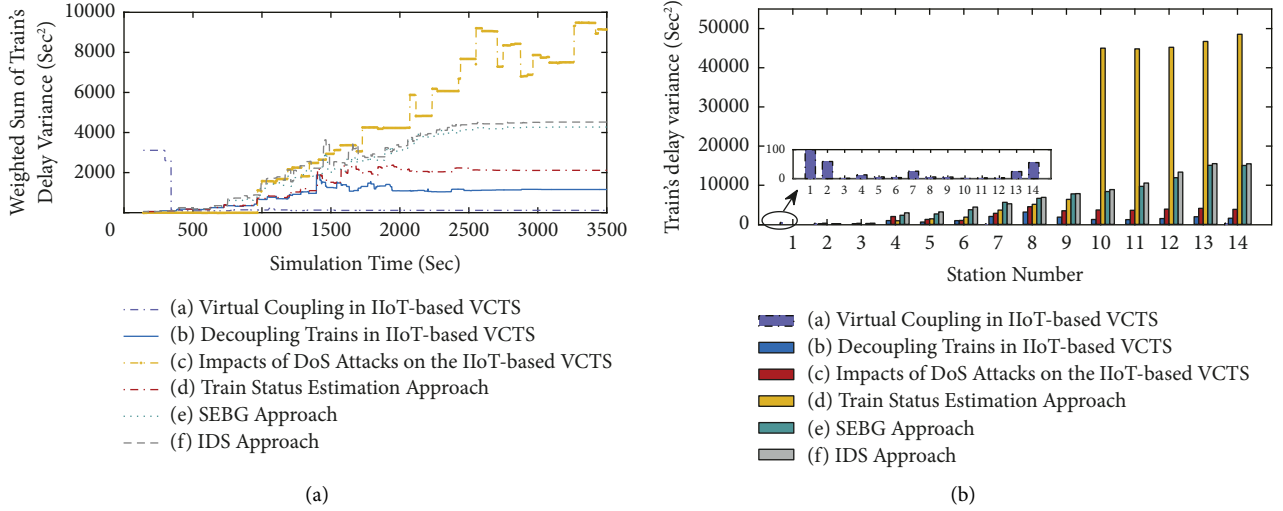 Weighted Sum of Train's
Delay Variance (Sec²)
10000
8000
6000
4000
2000
0
0
500
1000
1500
2000
2500
3000
3500
Simulation Time (Sec)
(a) Virtual Coupling in IIoT-based VCTS
(b) Decoupling Trains in IIoT-based VCTS
(c) Impacts of DoS Attacks on the IIoT-based VCTS
(d) Train Status Estimation Approach
(e) SEBG Approach
(f) IDS Approach
(a)
Train's delay variance (Sec²)
50000
40000
30000
20000
10000
0
100
0
1 2 3 4 5 6 7 8 9 10 11 12 13 14
1 2 3 4 5 6 7 8 9 10 11 12 13 14
Station Number
(a) Virtual Coupling in IIoT-based VCTS
(b) Decoupling Trains in IIoT-based VCTS
(c) Impacts of DoS Attacks on the IIoT-based VCTS
(d) Train Status Estimation Approach
(e) SEBG Approach
(f) IDS Approach
(b)